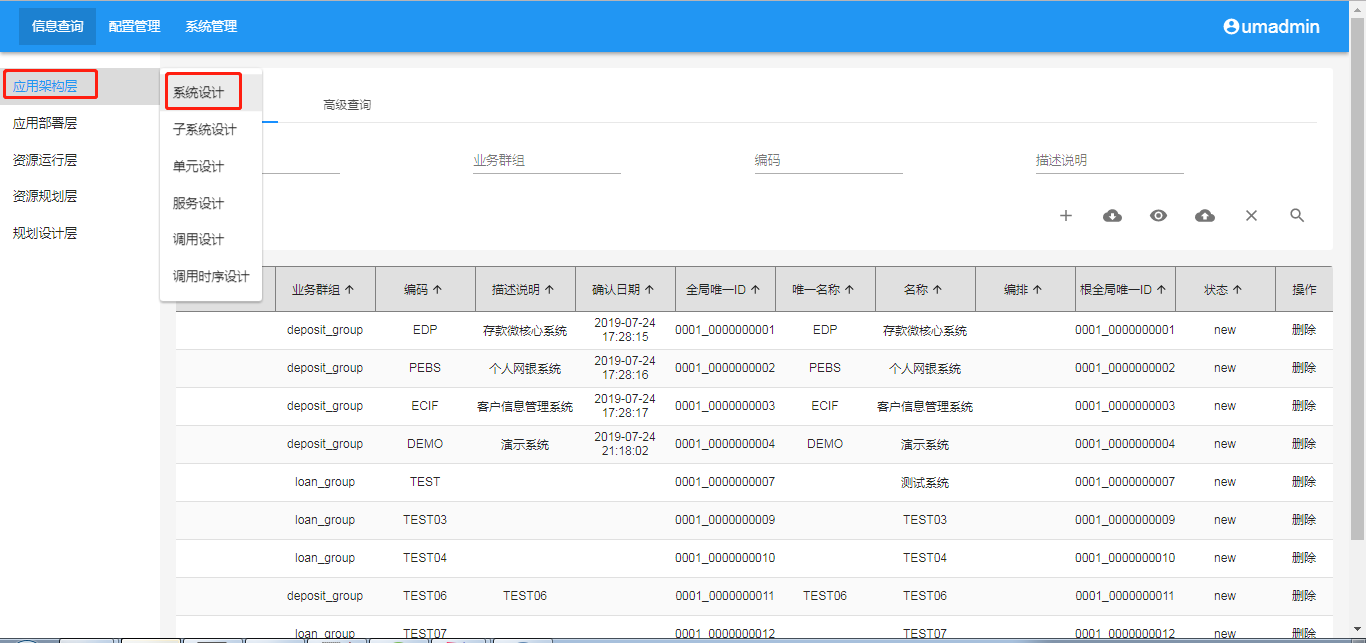 信息查询 配置管理 系统管理 umadmin
应用架构层
应用部署层
资源运行层
资源规划层
规划设计层
系统设计
子系统设计
单元设计
服务设计
调用设计
调用时序设计
高级查询
业务群组 编码 描述说明
业务群组 编码 描述说明 确认日期 全局唯一ID 唯一名称 名称 编排 根全局唯一ID 状态 操作
deposit_group EDP 存款微核心系统 2019-07-24 17:28:15 0001_0000000001 EDP 存款微核心系统 0001_0000000001 new 删除
deposit_group PEBS 个人网银系统 2019-07-24 17:28:16 0001_0000000002 PEBS 个人网银系统 0001_0000000002 new 删除
deposit_group ECIF 客户信息管理系统 2019-07-24 17:28:17 0001_0000000003 ECIF 客户信息管理系统 0001_0000000003 new 删除
deposit_group DEMO 演示系统 2019-07-24 21:18:02 0001_0000000004 DEMO 演示系统 0001_0000000004 new 删除
loan_group TEST 0001_0000000007 测试系统 0001_0000000007 new 删除
loan_group TEST03 0001_0000000009 TEST03 0001_0000000009 new 删除
loan_group TEST04 0001_0000000010 TEST04 0001_0000000010 new 删除
deposit_group TEST06 TEST06 0001_0000000011 TEST06 TEST06 0001_0000000011 new 删除
loan_group TEST07 0001_0000000012 TEST07 0001_0000000012 new 删除